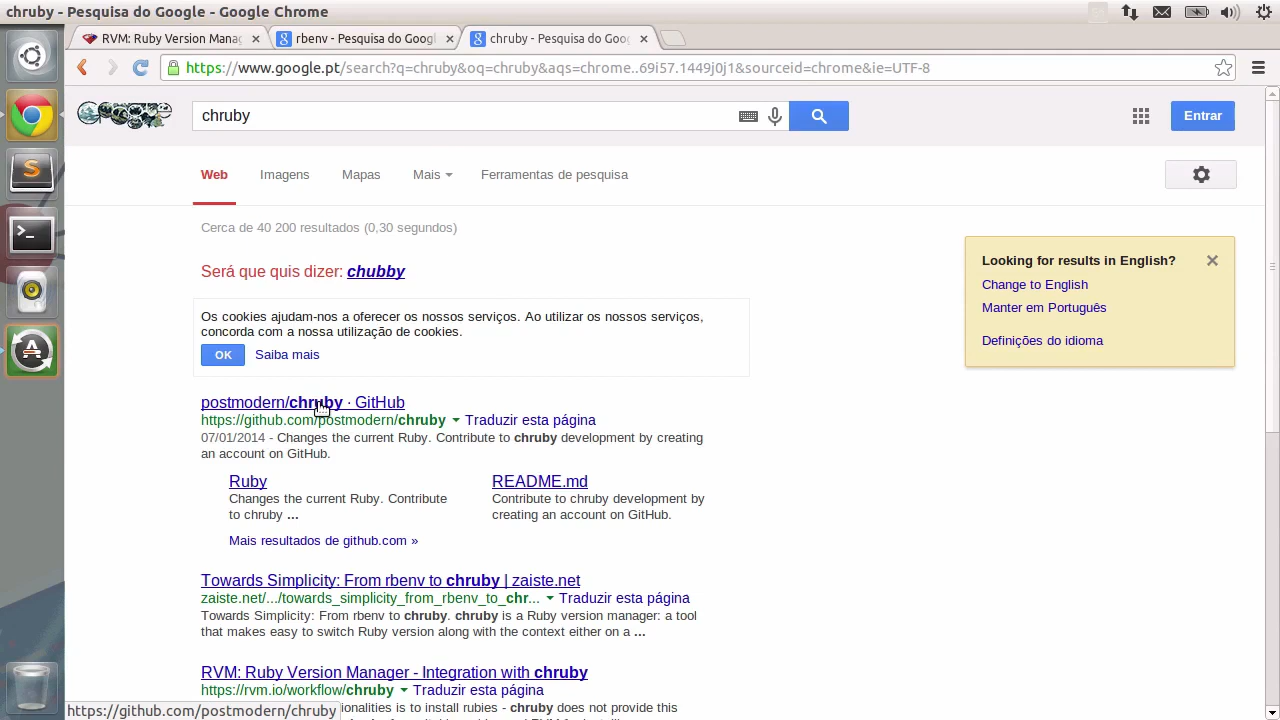 chruby - Pesquisa do Google - Google Chrome
RVM: Ruby Version Manag
rbenv - Pesquisa do Googl
chruby - Pesquisa do Goo
https://www.google.pt/search?q=chruby&oq=chruby&aqs=chrome..69i57.1449j0j1&sourceid=chrome&ie=UTF-8
chruby
Entrar
Web Imagens Mapas Mais Ferramentas de pesquisa
Cerca de 40 200 resultados (0,30 segundos)
Será que quis dizer: chubby
Os cookies ajudam-nos a oferecer os nossos serviços. Ao utilizar os nossos serviços,
concorda com a nossa utilização de cookies.
OK Saiba mais
Looking for results in English?
Change to English
Manter em Português
Definições do idioma
postmodern/chruby · GitHub
https://github.com/postmodern/chruby Traduzir esta página
07/01/2014 - Changes the current Ruby. Contribute to chruby development by creating
an account on GitHub.
Ruby
Changes the current Ruby. Contribute
to chruby ...
README.md
Contribute to chruby development by
creating an account on GitHub.
Mais resultados de github.com »
Towards Simplicity: From rbenv to chruby | zaiste.net
zaiste.net/.../towards_simplicity_from_rbenv_to_chr... Traduzir esta página
Towards Simplicity: From rbenv to chruby. chruby is a Ruby version manager: a tool
that makes easy to switch Ruby version along with the context either on a ...
RVM: Ruby Version Manager - Integration with chruby
https://rvm.io/workflow/chruby Traduzir esta página
ionalities is to install rubies - chruby does not provide this
https://github.com/postmodern/chruby